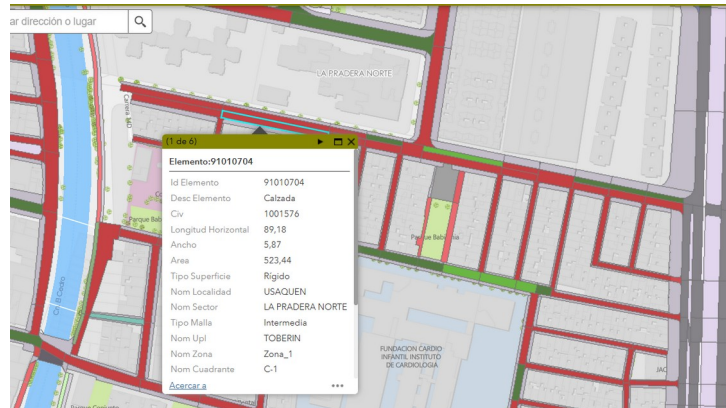 ar dirección o lugar
LA PRADERA NORTE
(1 de 6)
Elemento:91010704
Id Elemento 91010704
Desc Elemento Calzada
Civ 1001576
Longitud Horizontal 89,18
Ancho 5,87
Area 523,44
Tipo Superficie Rígido
Nom Localidad USAQUEN
Nom Sector LA PRADERA NORTE
Tipo Malla Intermedia
Nom Upl TOBERIN
Nom Zona Zona_1
Nom Cuadrante C-1
Acercar a
Parque
FUNDACION CARDIO
INFANTIL INSTITUTO
DE CARDIOLOGIA
JAC